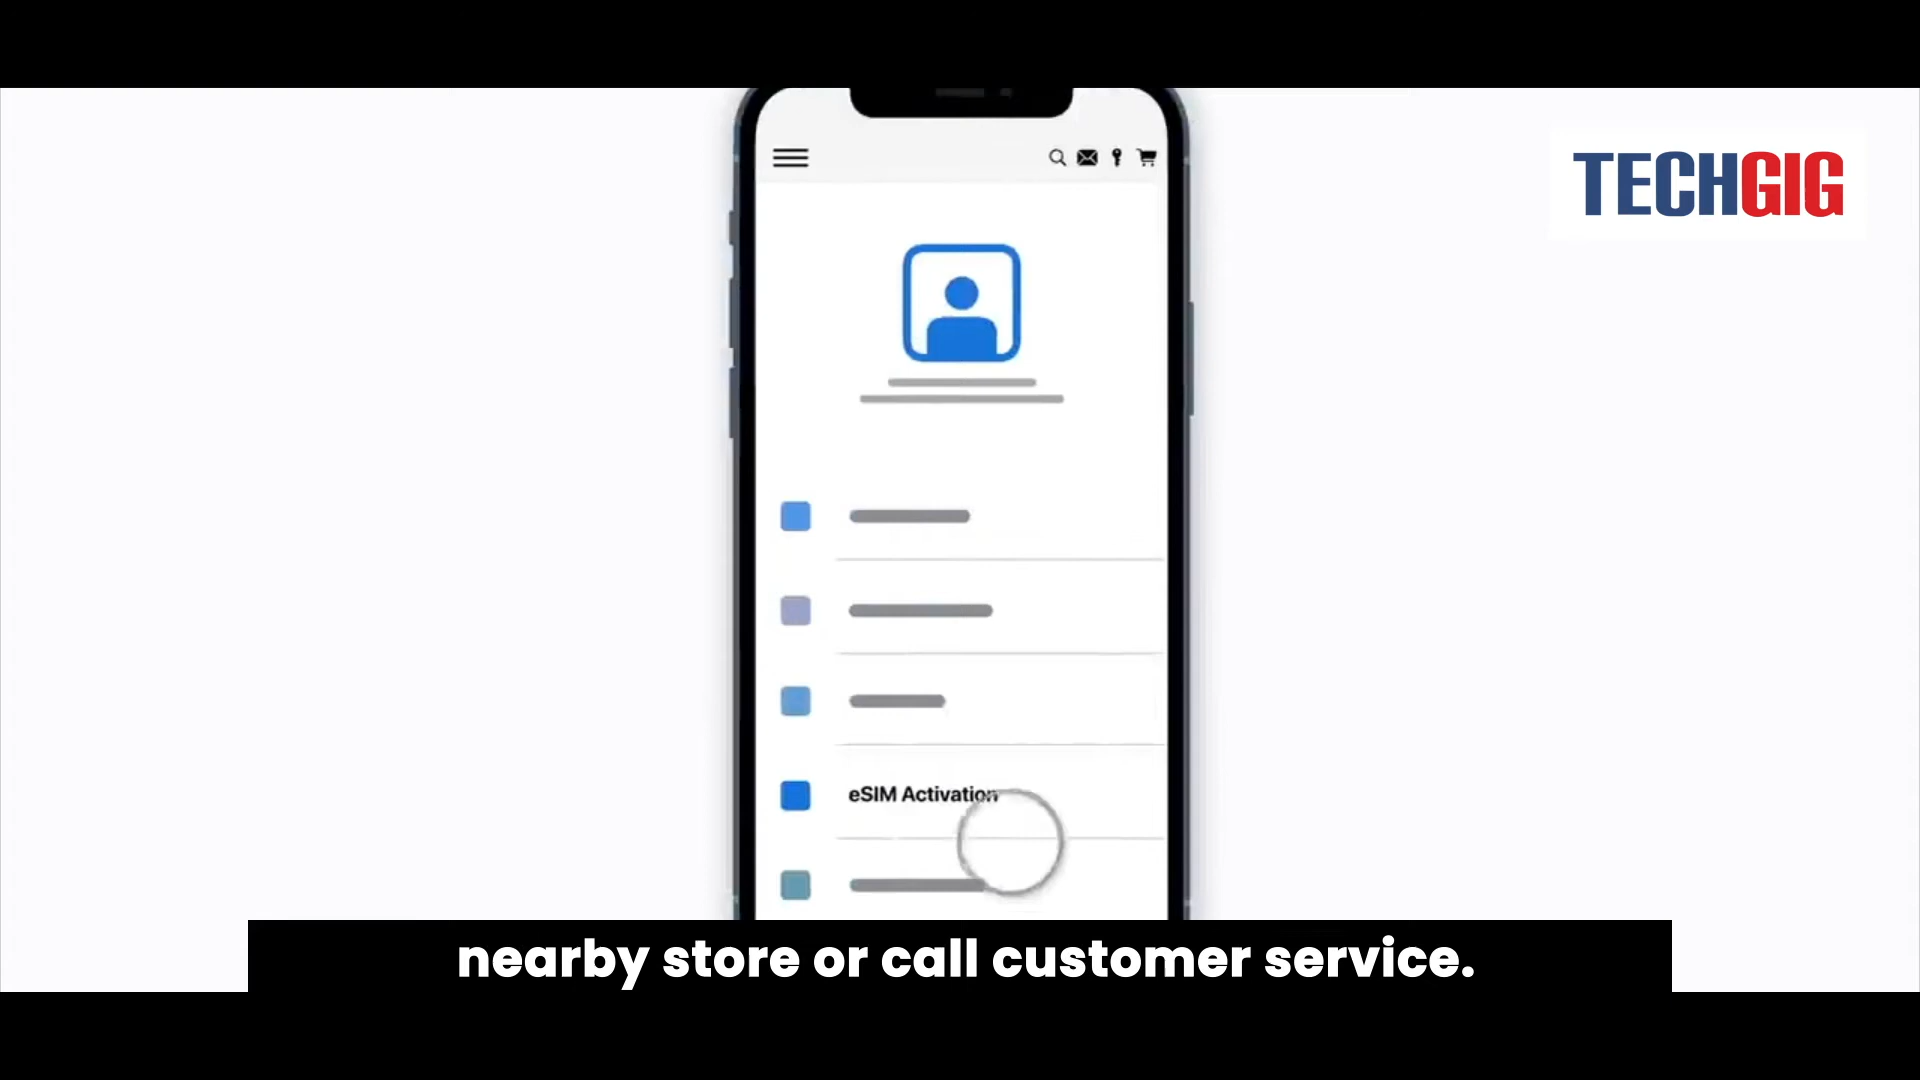 TECHGIG
eSIM Activation
nearby store or call customer service.